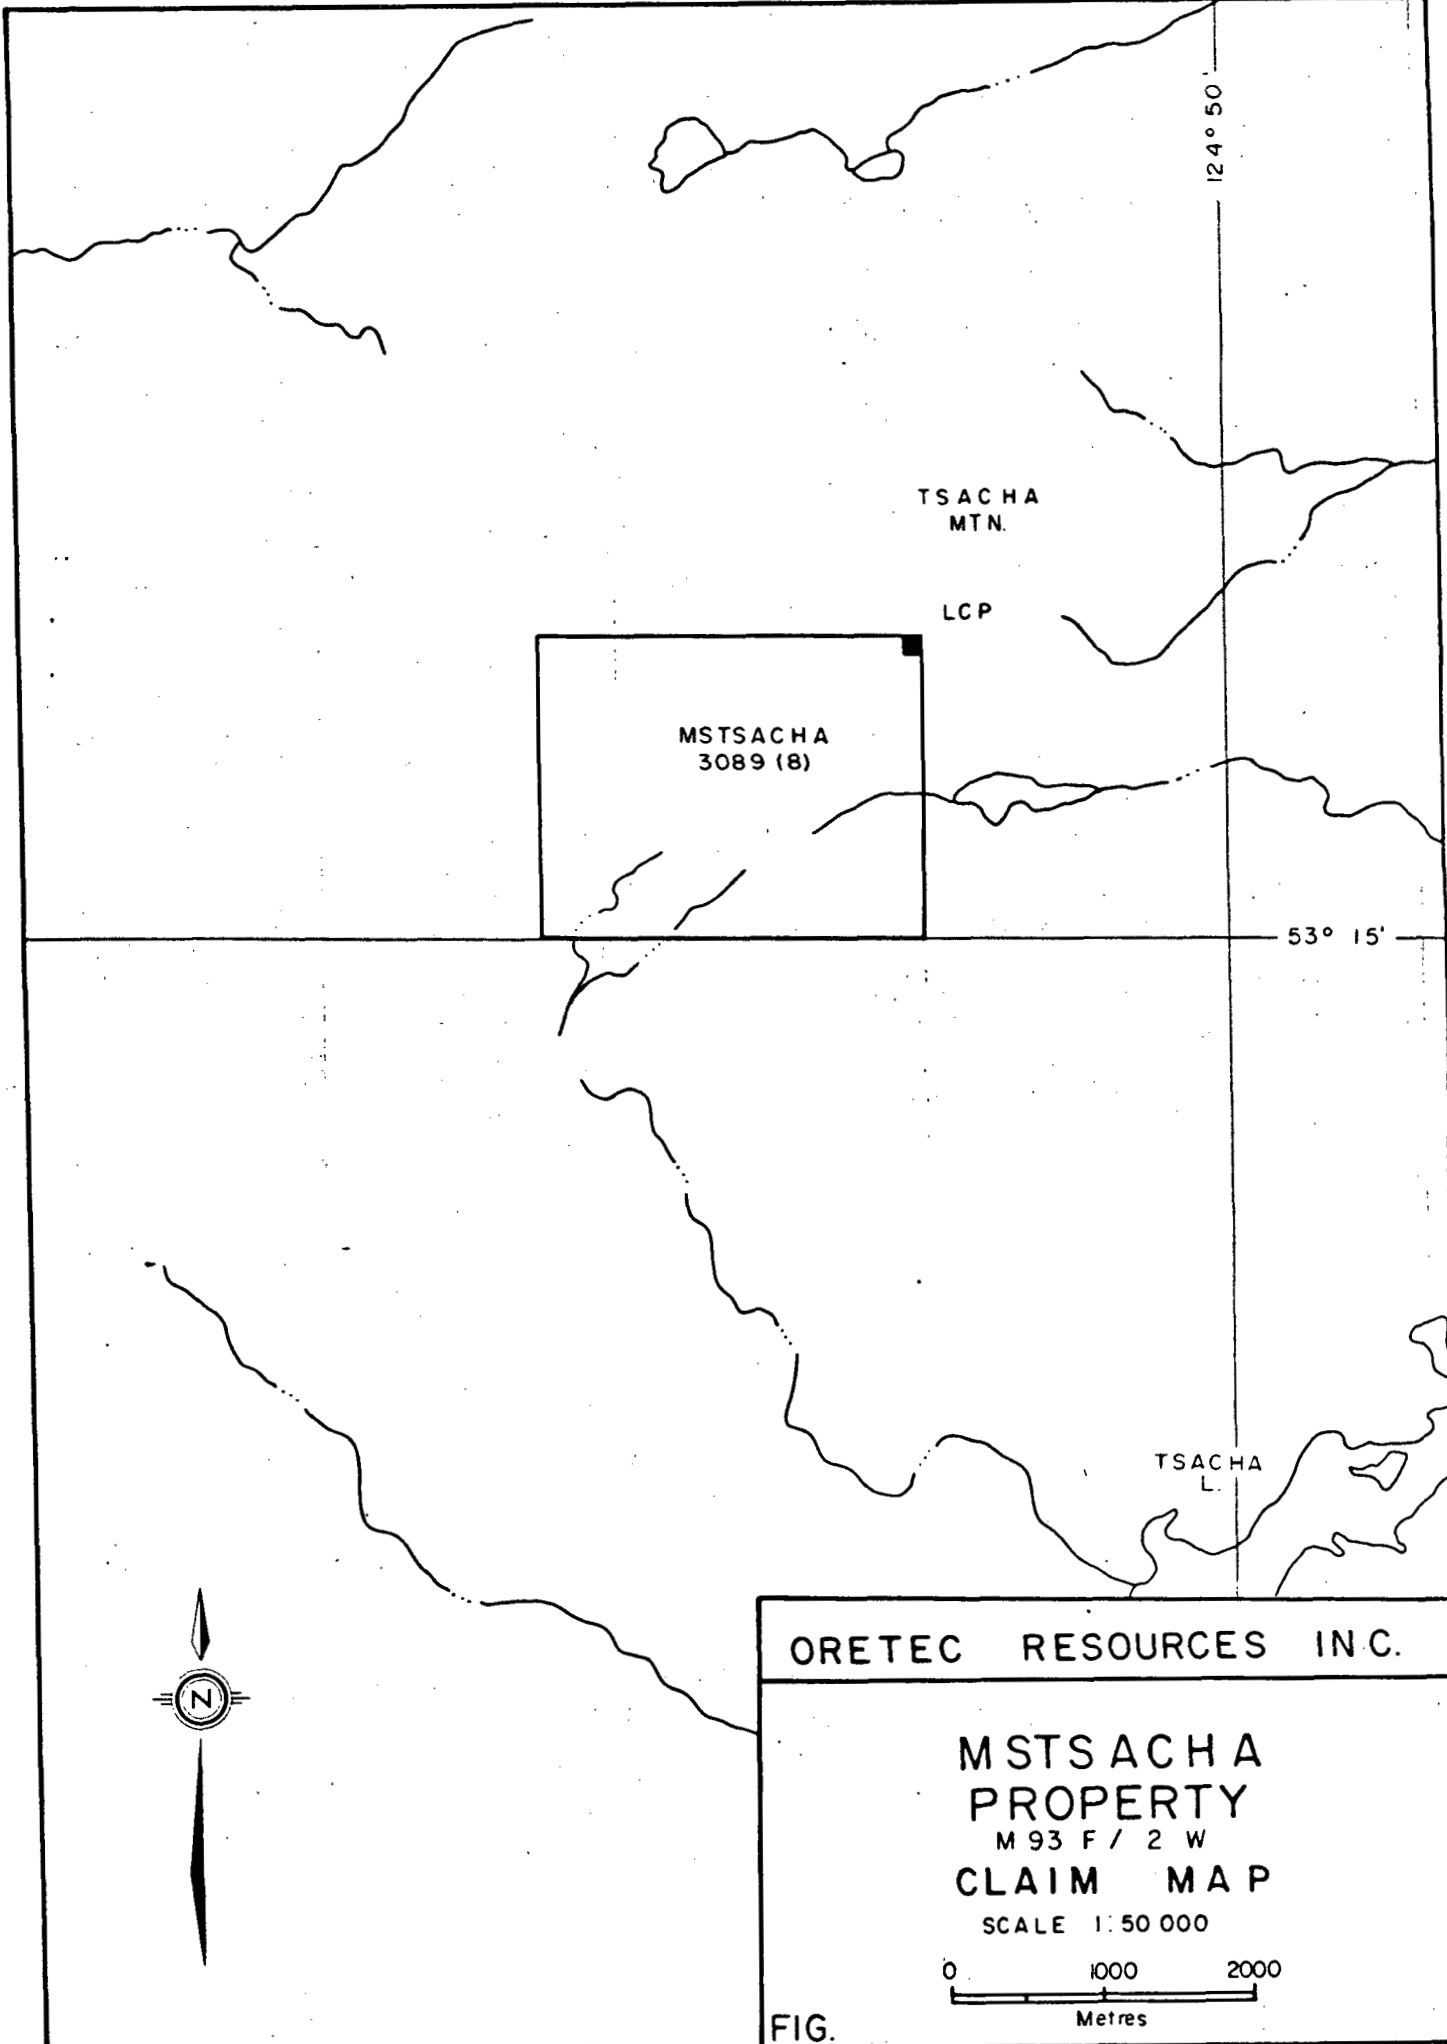 124° 50'
TSACHA
MTN.
LCP
MSTSACHA
3089 (8)
53° 15'
TSACHA
L.
N
ORETEC RESOURCES INC.
MSTSACHA
PROPERTY
M 93 F / 2 W
CLAIM MAP
SCALE 1:50 000
0 1000 2000
Metres
FIG.